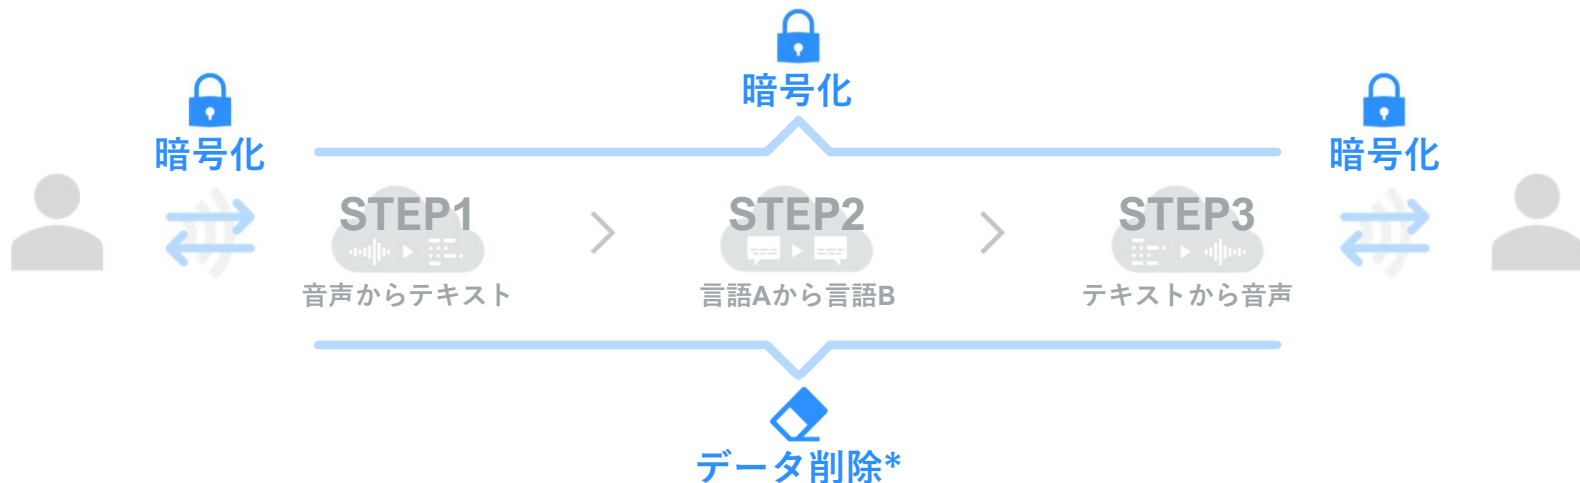 暗号化
暗号化
暗号化
STEP1
STEP2
STEP3
音声からテキスト
言語Aから言語B
テキストから音声
データ削除*